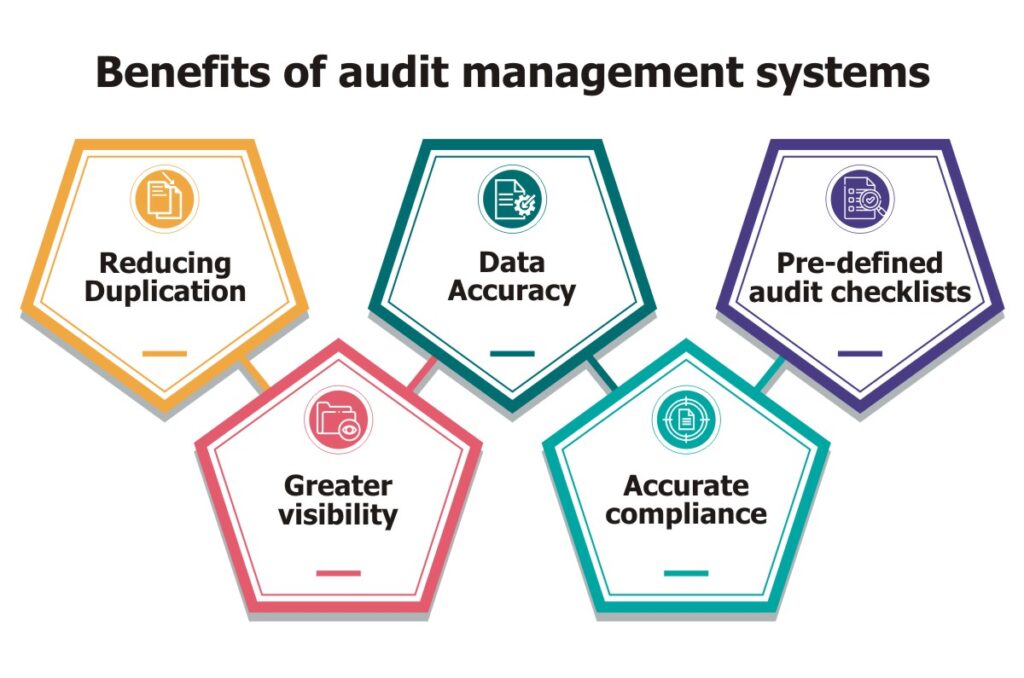 Benefits of audit management systems
Reducing
Duplication
Data
Accuracy
Pre-defined
audit checklists
Greater
visibility
Accurate
compliance